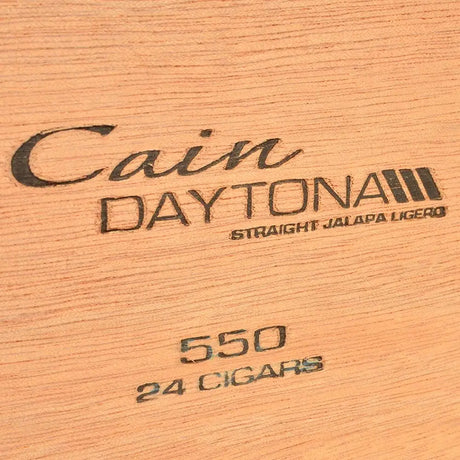 Cain
DAYTONA
STRAIGHT JALAPA LIGERO
550
24 CIGARS